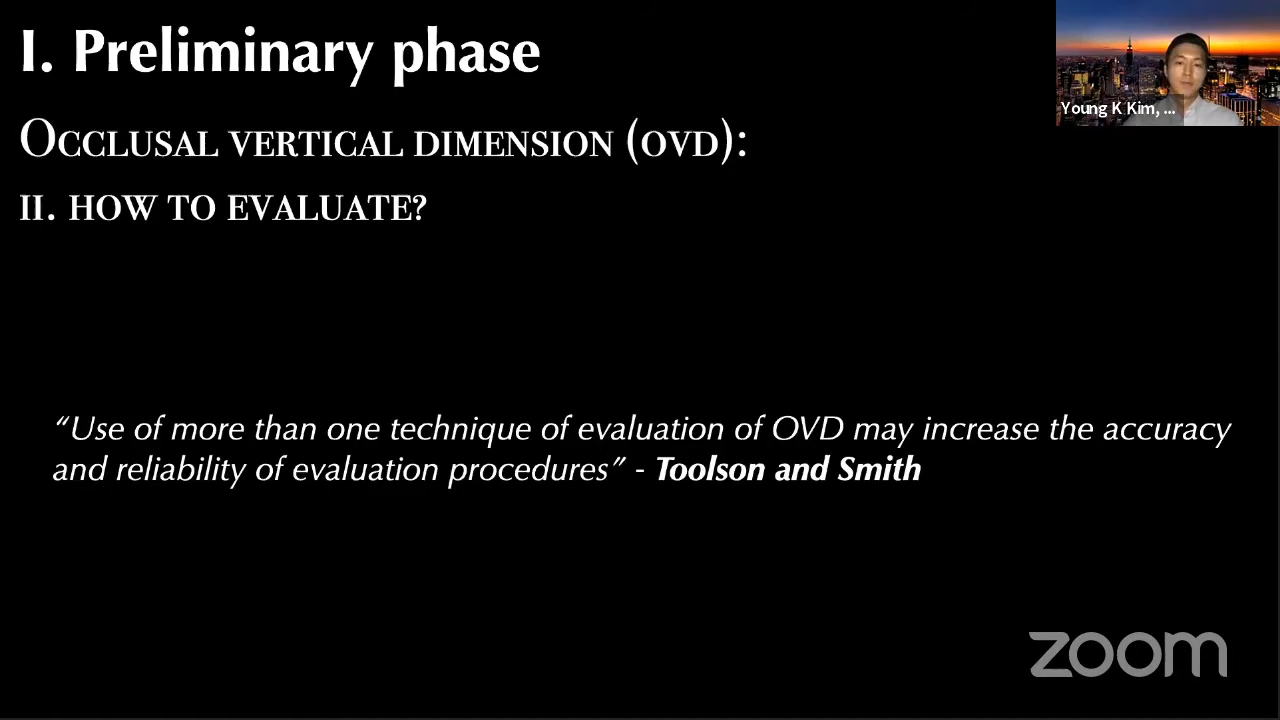 I. Preliminary phase
Young K Kim, ...
Occlusal vertical dimension (ovd):
ii. how to evaluate?
“Use of more than one technique of evaluation of OVD may increase the accuracy
and reliability of evaluation procedures” - Toolson and Smith
zoom